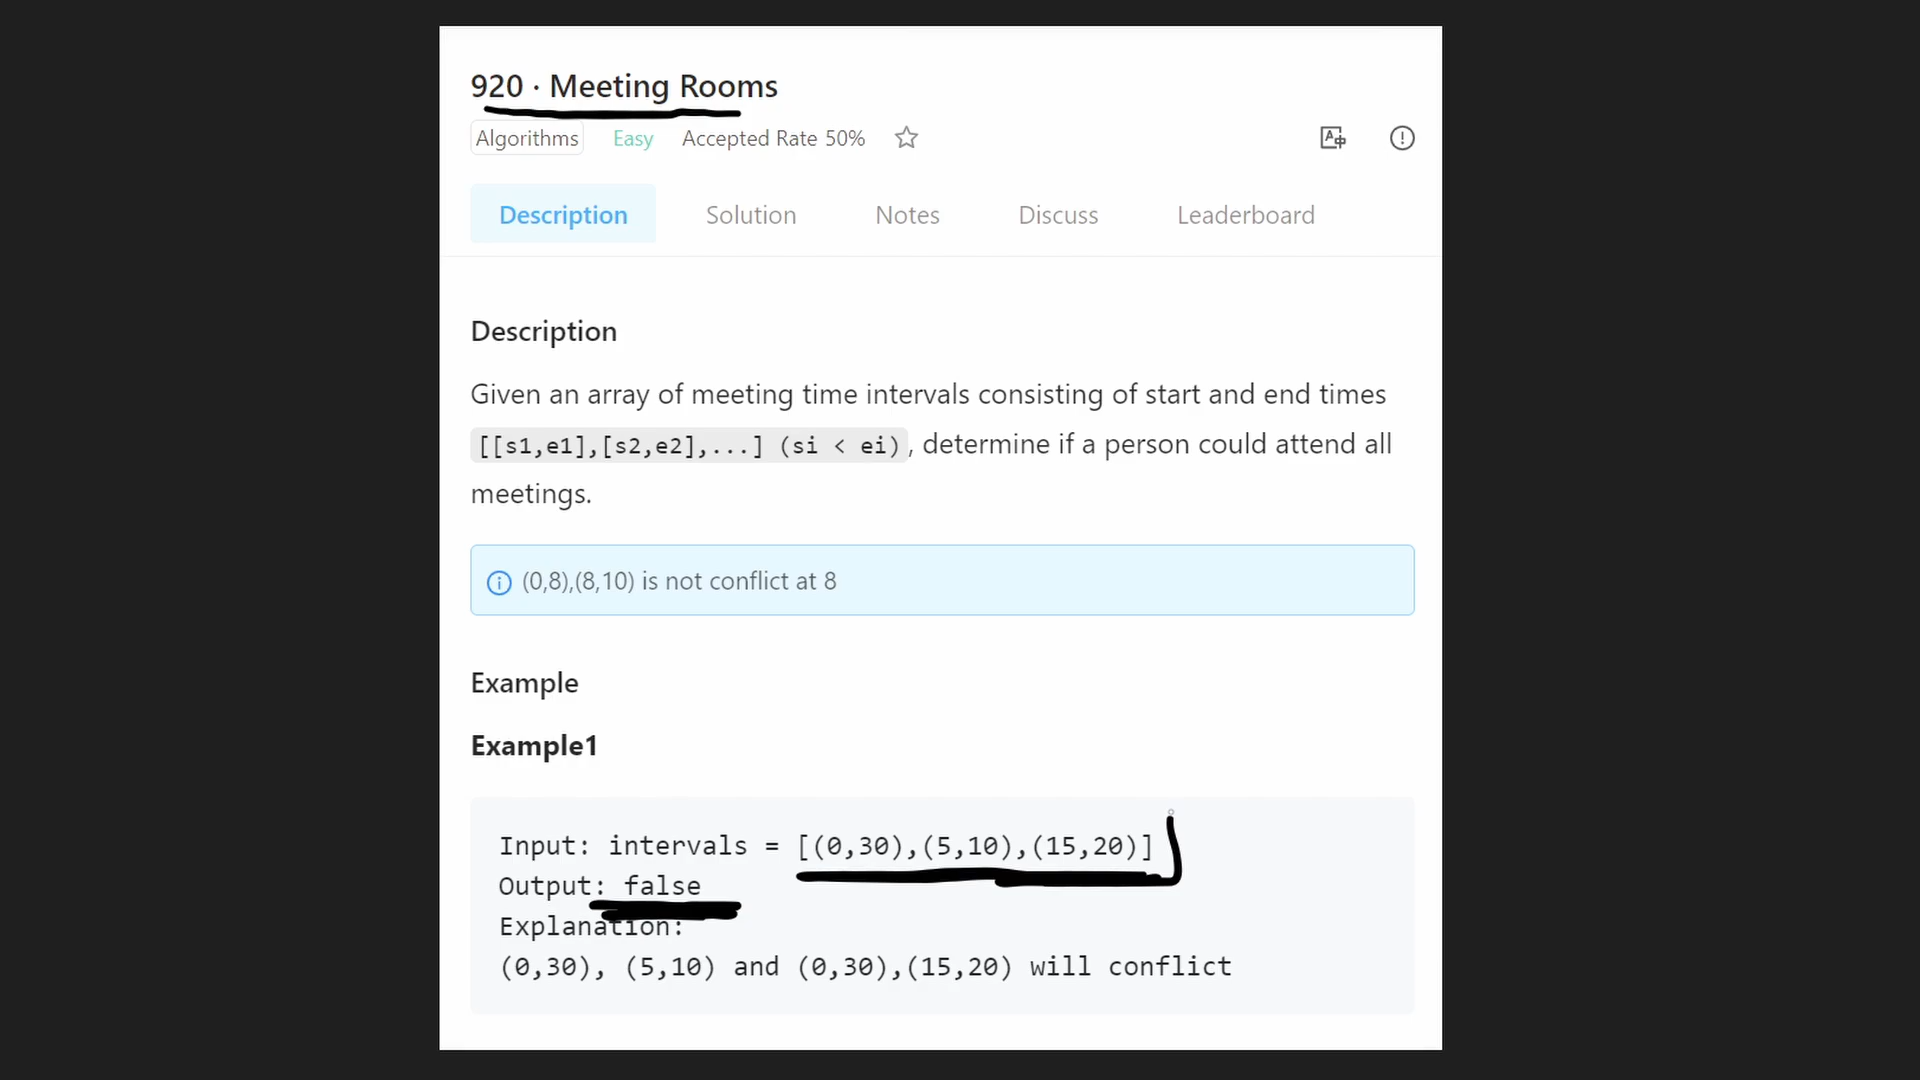 920 · Meeting Rooms
Algorithms Easy Accepted Rate 50%
Description Solution Notes Discuss Leaderboard
Description
Given an array of meeting time intervals consisting of start and end times
[[s1,e1],[s2,e2],...] (si < ei), determine if a person could attend all
meetings.
(0,8),(8,10) is not conflict at 8
Example
Example1
Input: intervals = [(0,30),(5,10),(15,20)]
Output: false
Explanation:
(0,30), (5,10) and (0,30),(15,20) will conflict